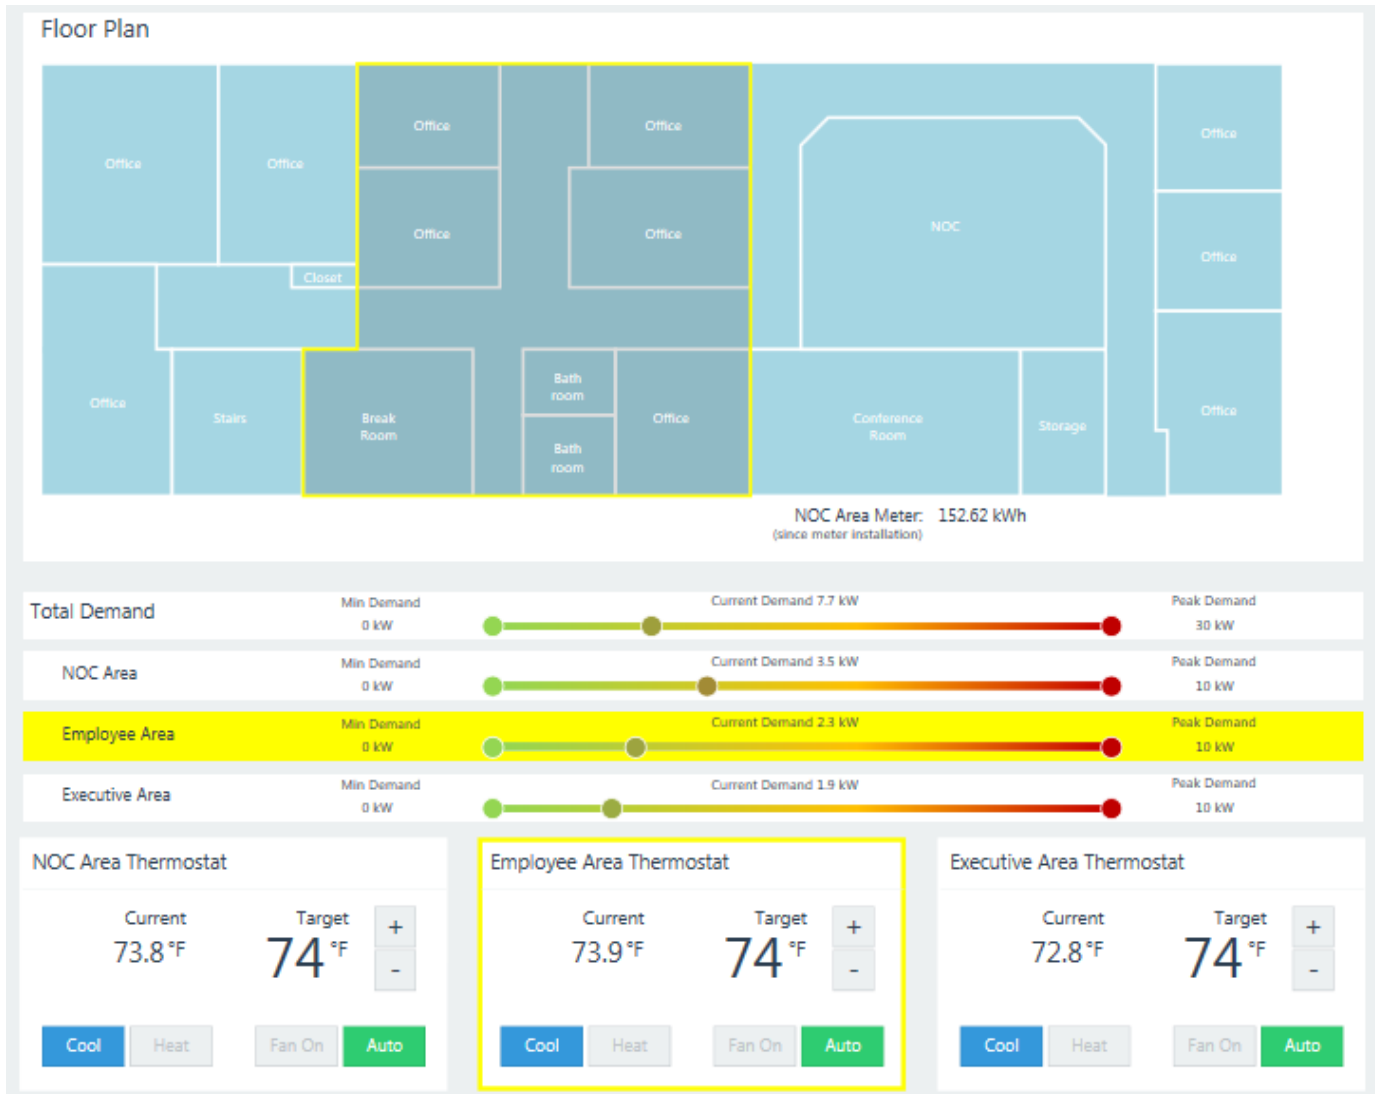 Floor Plan
Office
Office
Office
Office
Office
Office
Closet
NOC
Office
Office
Office
Office
Stairs
Break
Room
Bath
room
Bath
room
Office
Conference
Room
Storage
NOC Area Meter: 152.62 kWh
(since meter installation)
Total Demand
Min Demand
0 kW
Current Demand 7.7 kW
Peak Demand
30 kW
NOC Area
Min Demand
0 kW
Current Demand 3.5 kW
Peak Demand
10 kW
Employee Area
Min Demand
0 kW
Current Demand 2.3 kW
Peak Demand
10 kW
Executive Area
Min Demand
0 kW
Current Demand 1.9 kW
Peak Demand
10 kW
NOC Area Thermostat
Current
73.8 °F
Target
74 °F
+
-
Cool
Heat
Fan On
Auto
Employee Area Thermostat
Current
73.9 °F
Target
74 °F
+
-
Cool
Heat
Fan On
Auto
Executive Area Thermostat
Current
72.8 °F
Target
74 °F
+
-
Cool
Heat
Fan On
Auto